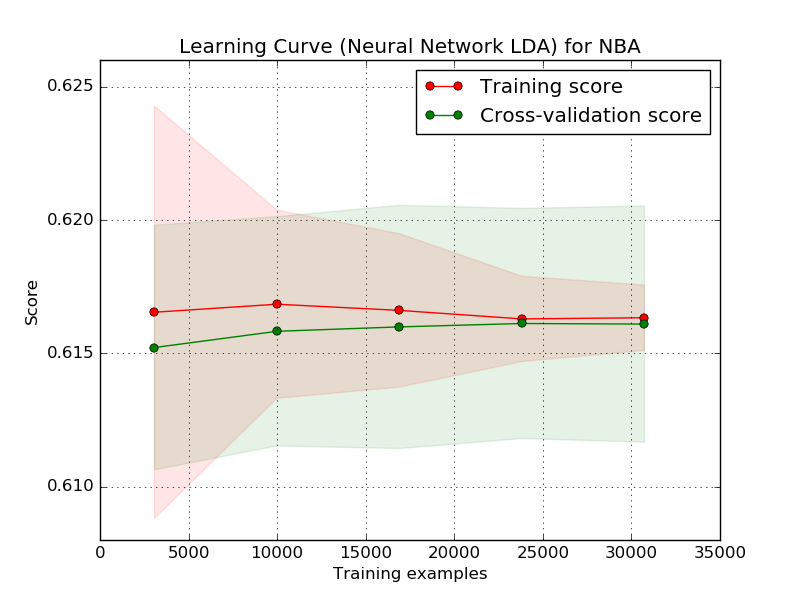 Learning Curve (Neural Network LDA) for NBA
Training score
Cross-validation score
0.625
0.620
0.615
0.610
Score
0 5000 10000 15000 20000 25000 30000 35000
Training examples